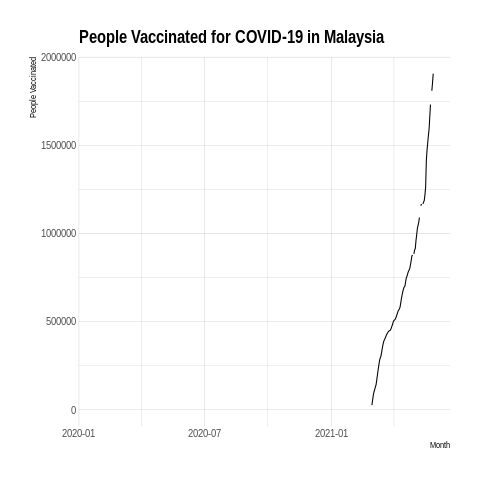 People Vaccinated for COVID-19 in Malaysia
People Vaccinated
2000000
1500000
1000000
500000
0
2020-01 2020-07 2021-01
Month